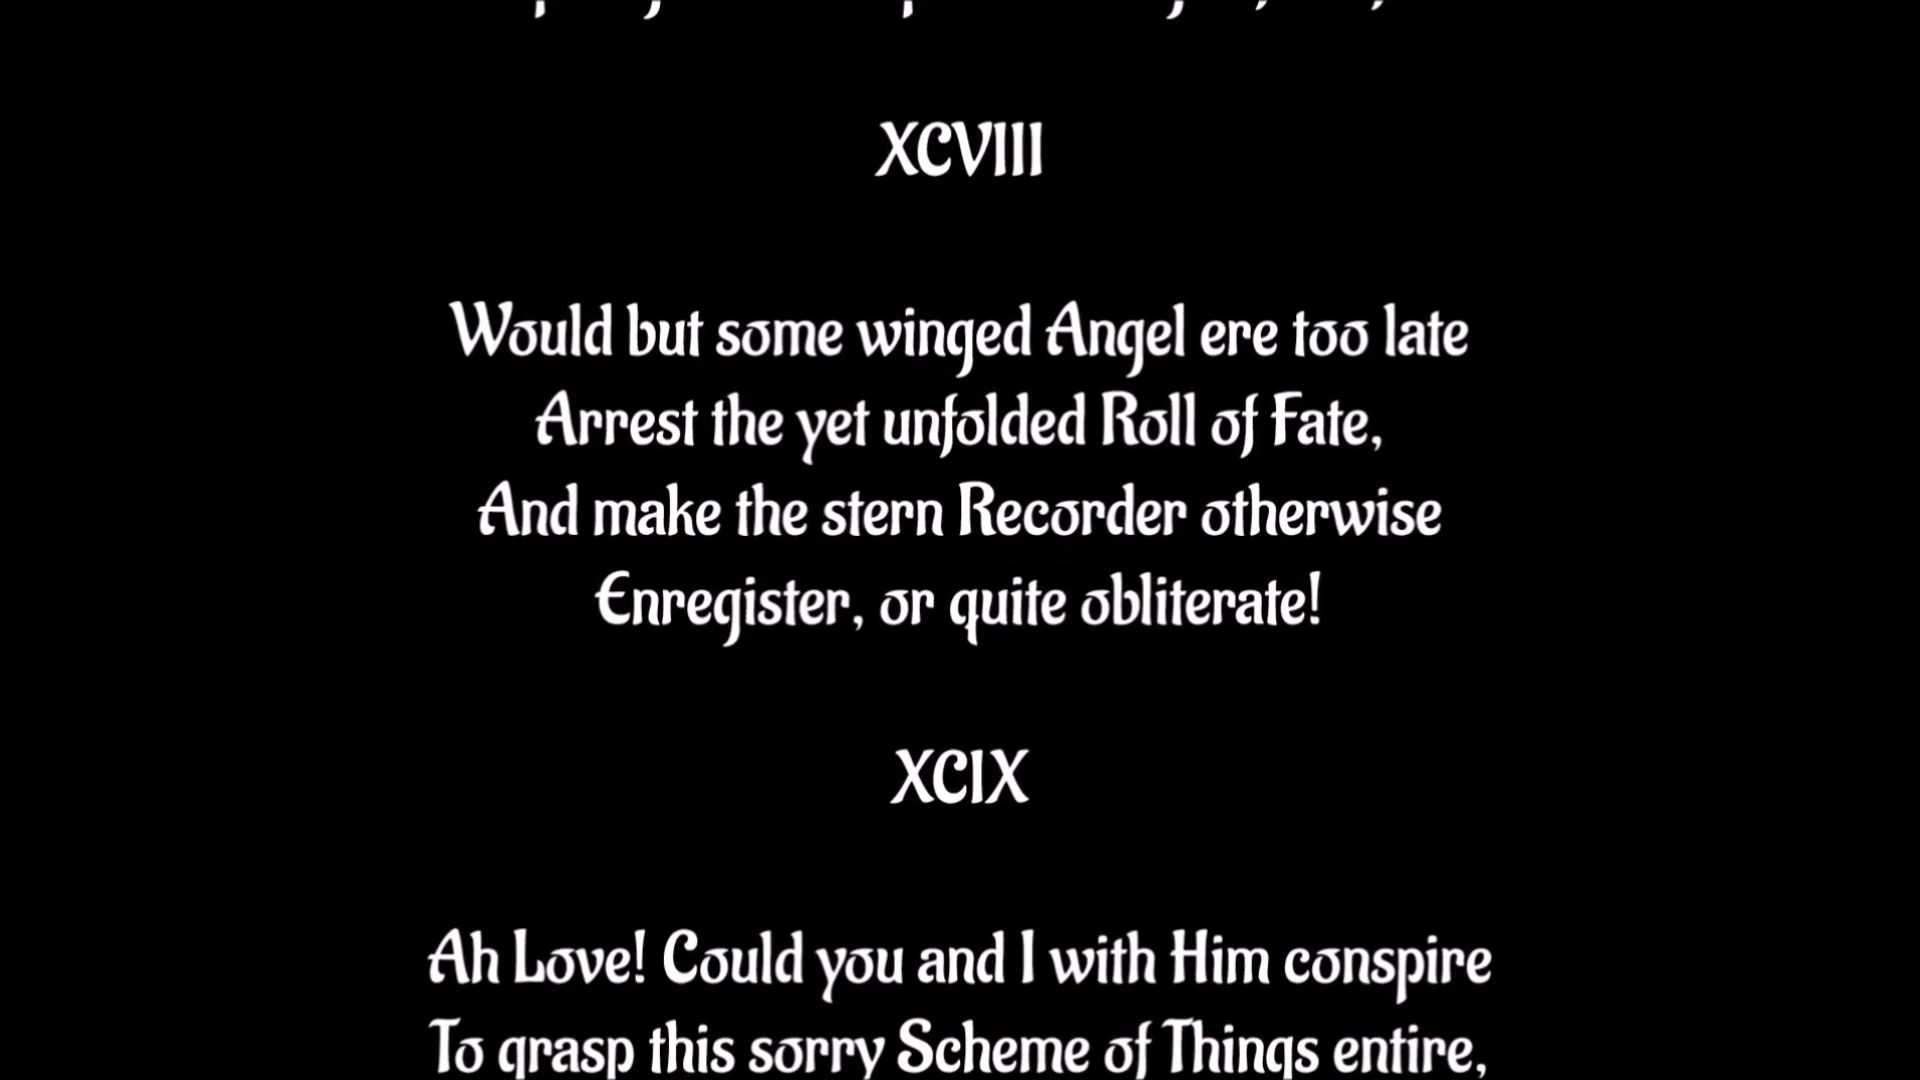 XCVIII
Would but some winged Angel ere too late
Arrest the yet unfolded Roll of Fate,
And make the stern Recorder otherwise
Enregister, or quite obliterate!
XCIX
Ah Love! Could you and I with Him conspire
To grasp this sorry Scheme of Things entire,